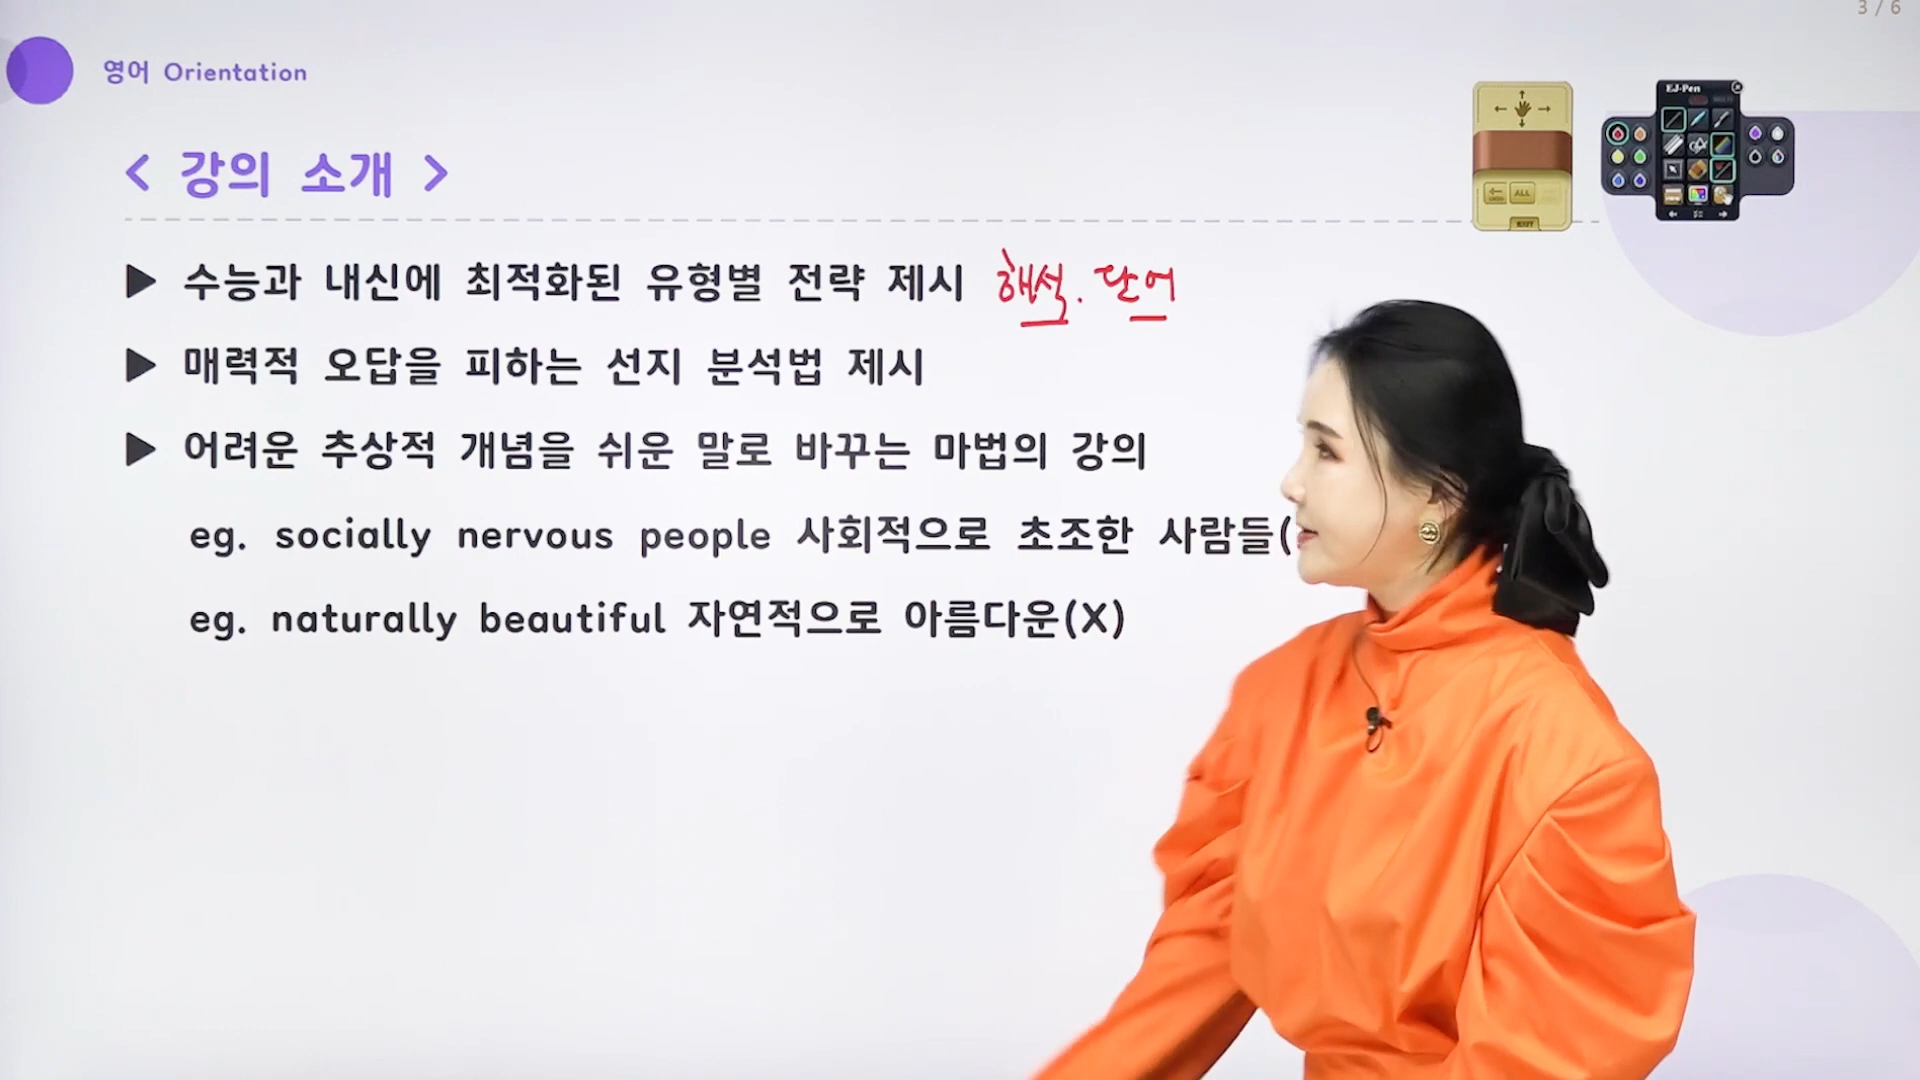 3 / 6
영어 Orientation
< 강의 소개 >
▶ 수능과 내신에 최적화된 유형별 전략 제시 해석. 단어
▶ 매력적 오답을 피하는 선지 분석법 제시
▶ 어려운 추상적 개념을 쉬운 말로 바꾸는 마법의 강의
eg. socially nervous people 사회적으로 초조한 사람들(
eg. naturally beautiful 자연적으로 아름다운(X)
EJ-Pen
ALL
EXIT